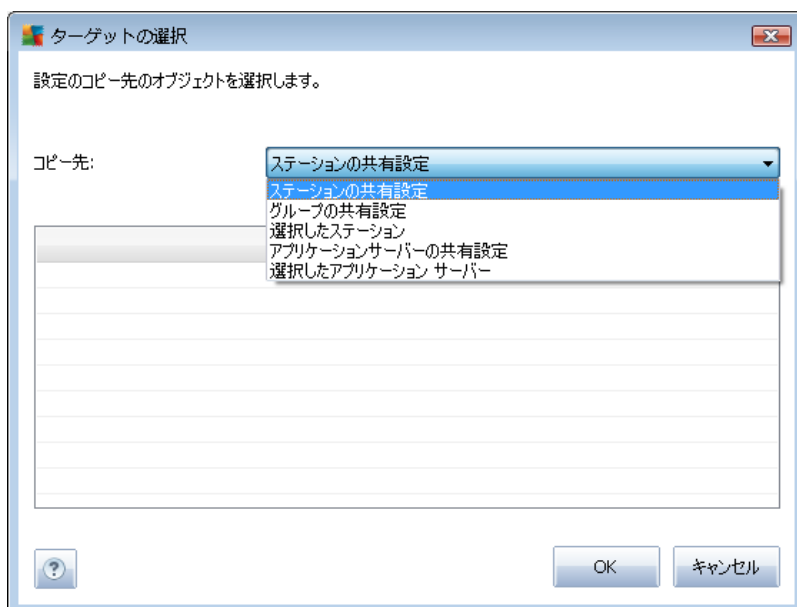 ターゲットの選択
設定のコピー先のオブジェクトを選択します。
コピー先: ステーションの共有設定
ステーションの共有設定
グループの共有設定
選択したステーション
アプリケーションサーバーの共有設定
選択したアプリケーション サーバー
? OK キャンセル